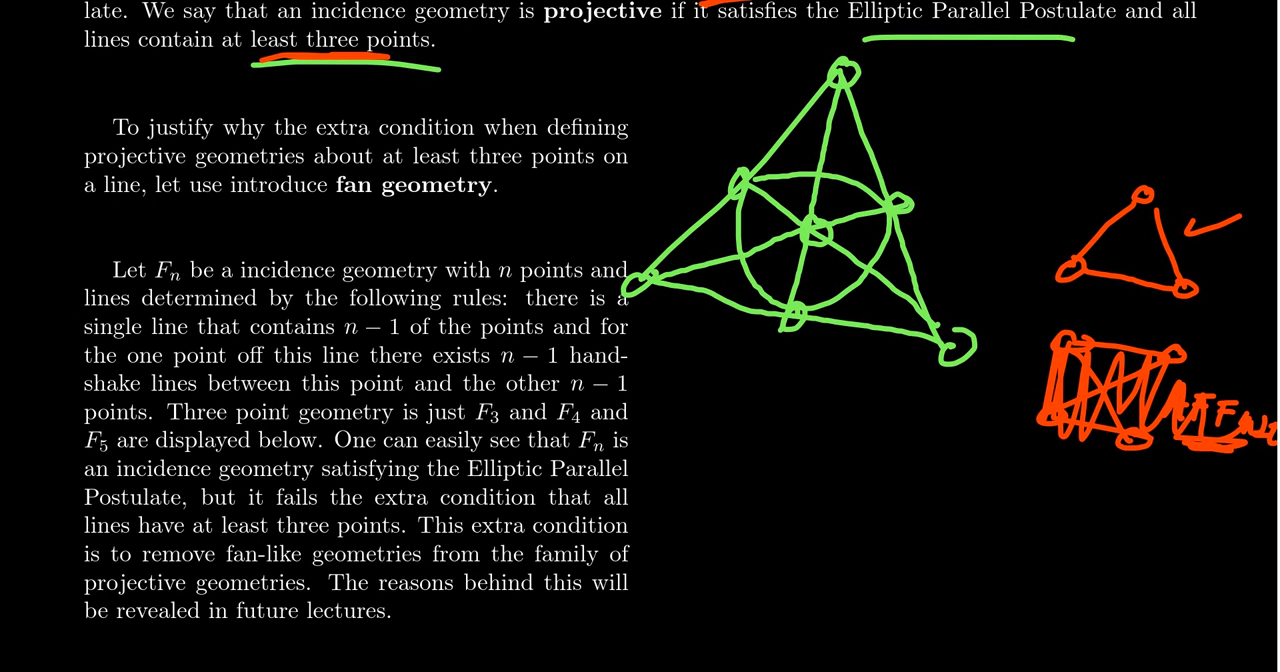 late. We say that an incidence geometry is projective if it satisfies the Elliptic Parallel Postulate and all
lines contain at least three points.
To justify why the extra condition when defining
projective geometries about at least three points on
a line, let use introduce fan geometry.
Let Fₙ be a incidence geometry with n points and
lines determined by the following rules: there is a
single line that contains n − 1 of the points and for
the one point off this line there exists n − 1 hand-
shake lines between this point and the other n − 1
points. Three point geometry is just F₃ and F₄ and
F₅ are displayed below. One can easily see that Fₙ is
an incidence geometry satisfying the Elliptic Parallel
Postulate, but it fails the extra condition that all
lines have at least three points. This extra condition
is to remove fan-like geometries from the family of
projective geometries. The reasons behind this will
be revealed in future lectures.